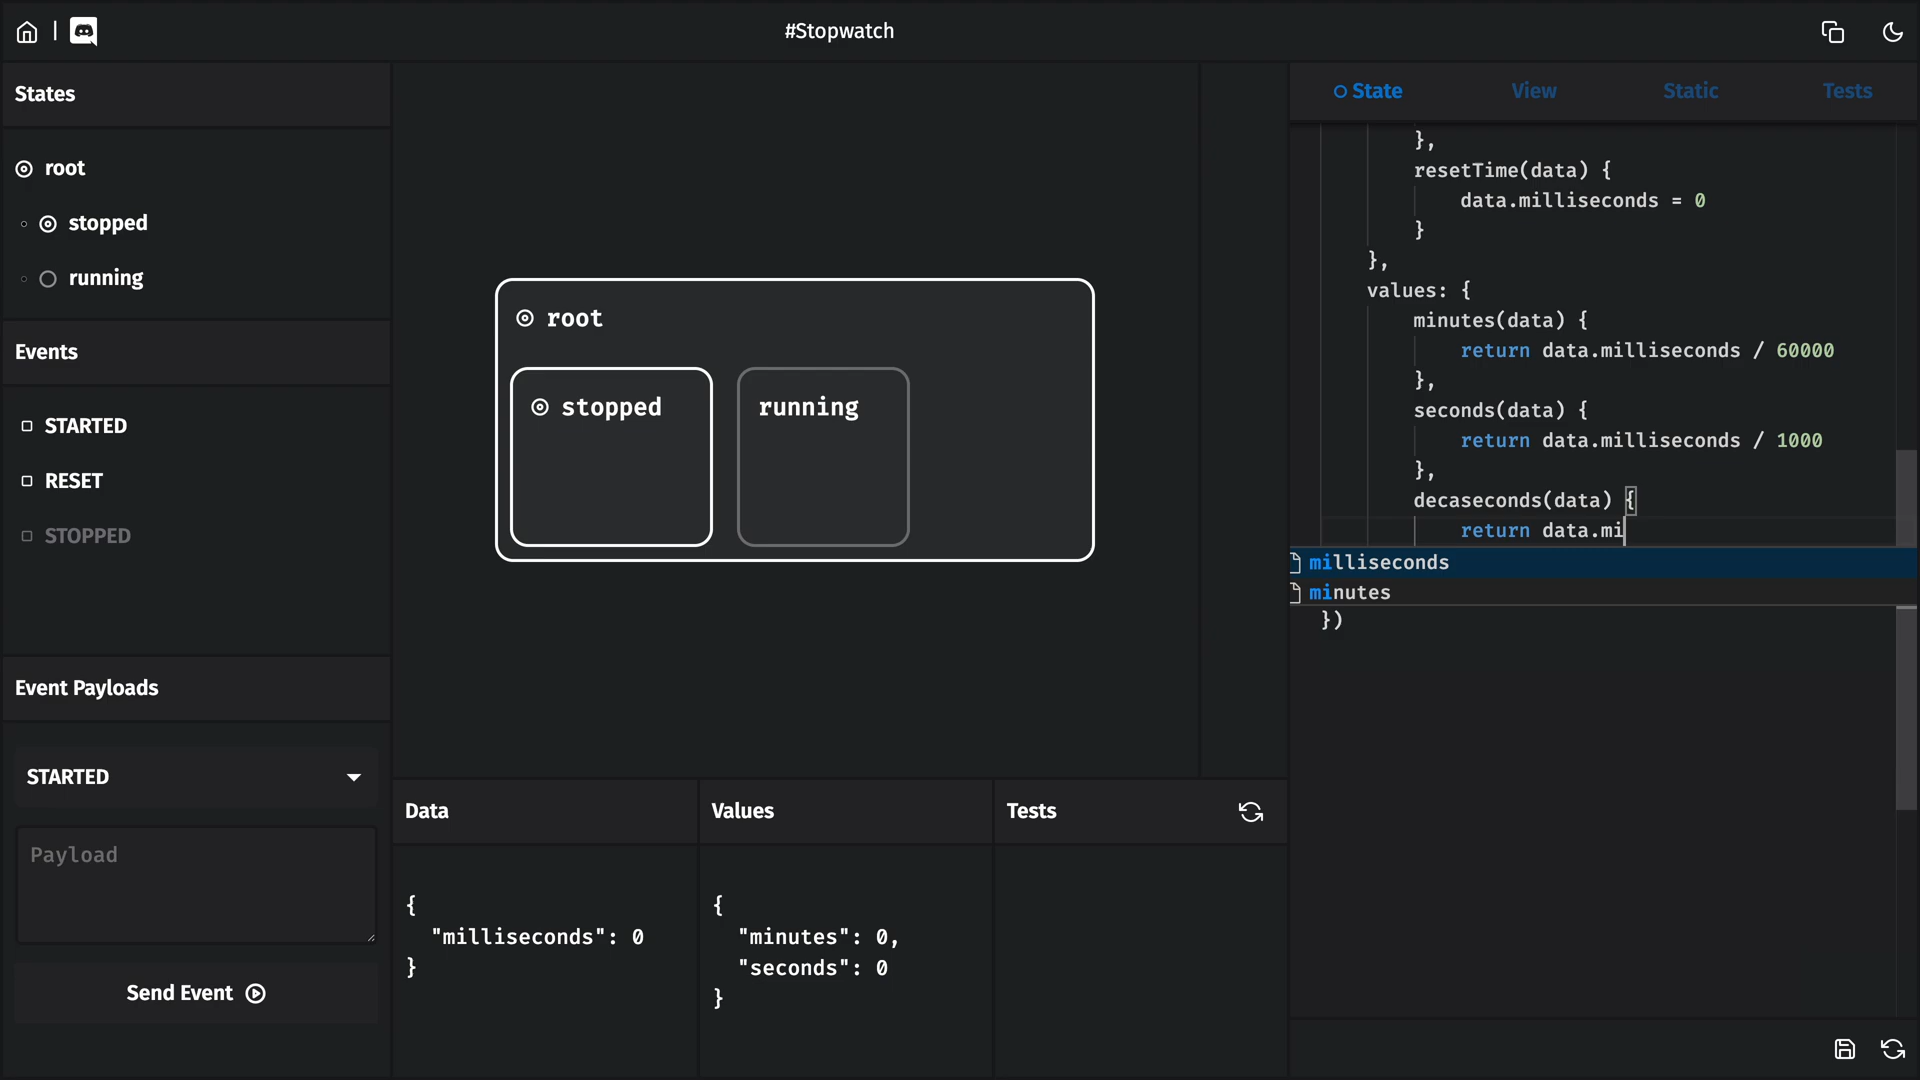 #Stopwatch
States
root
stopped
running
Events
STARTED
RESET
STOPPED
Event Payloads
STARTED
Payload
Send Event
root
stopped
running
Data
{
"milliseconds": 0
}
Values
{
"minutes": 0,
"seconds": 0
}
Tests
State
View
Static
Tests
},
resetTime(data) {
data.milliseconds = 0
}
},
values: {
minutes(data) {
return data.milliseconds / 60000
},
seconds(data) {
return data.milliseconds / 1000
},
decaseconds(data) {
return data.mi
milliseconds
minutes
})